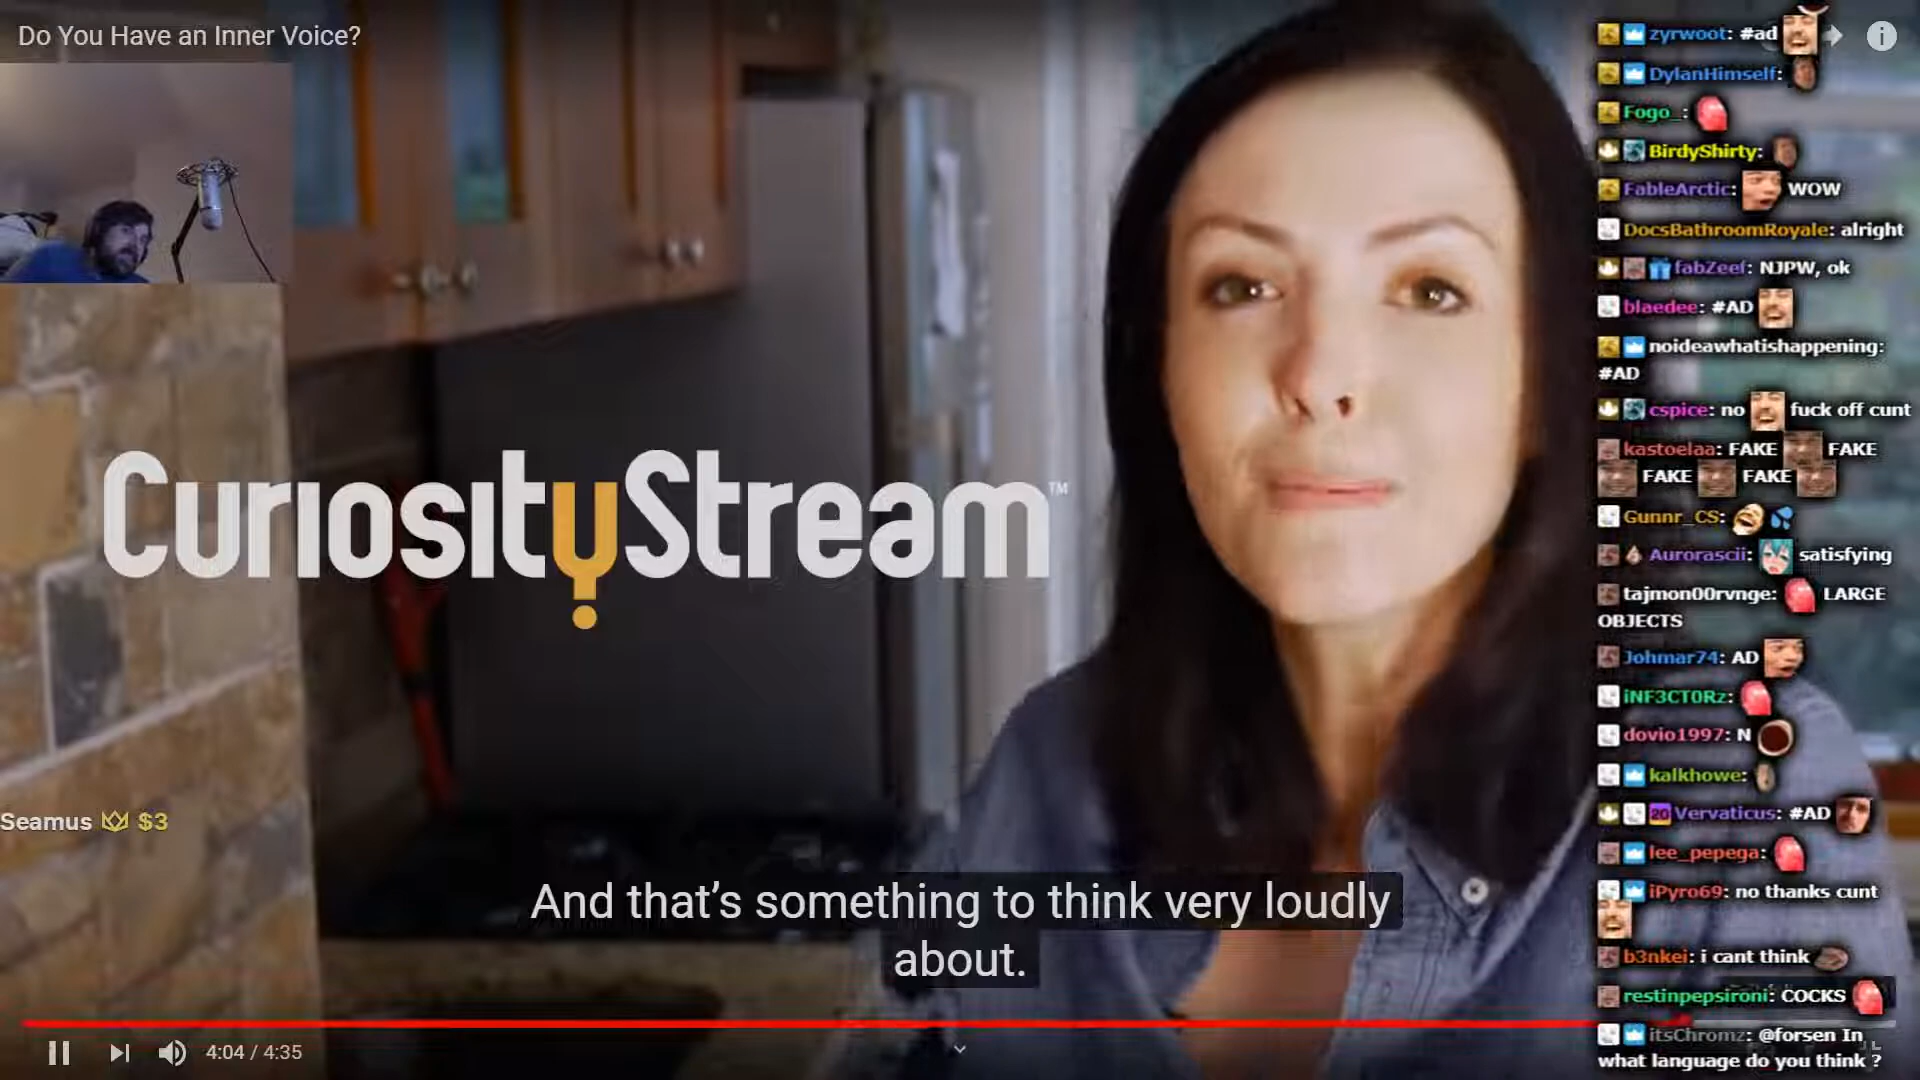 Do You Have an Inner Voice?
CuriosityStream™
Seamus $3
And that's something to think very loudly
about.
4:04 / 4:35
zyrwoot: #ad
DylanHimself:
Fogo_:
BirdyShirty:
FableArctic: WOW
DocsBathroomRoyale: alright
fabZeef: NJPW, ok
blaedee: #AD
noideawhatishappening:
#AD
cspice: no fuck off cunt
kastoelaa: FAKE FAKE
FAKE FAKE
Gunnr_CS:
Aurorascii: satisfying
tajmon00rvnge: LARGE
OBJECTS
Johmar74: AD
iNF3CT0Rz:
dovio1997: N
kalkhowe:
20 Vervaticus: #AD
lee_pepega:
iPyro69: no thanks cunt
b3nkei: i cant think
restinpepsironi: COCKS
itsChromz: @forsen In
what language do you think ?